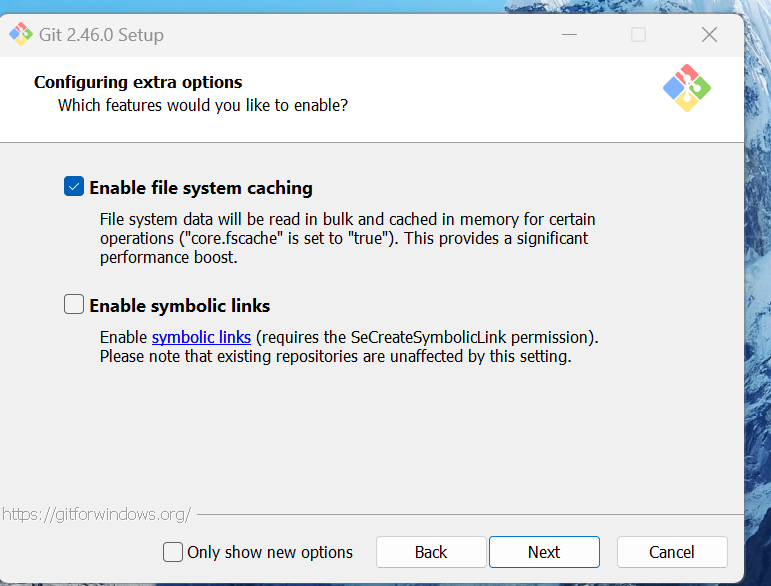 Git 2.46.0 Setup
Configuring extra options
Which features would you like to enable?
Enable file system caching
File system data will be read in bulk and cached in memory for certain
operations ("core.fscache" is set to "true"). This provides a significant
performance boost.
Enable symbolic links
Enable symbolic links (requires the SeCreateSymbolicLink permission).
Please note that existing repositories are unaffected by this setting.
https://gitforwindows.org/
Only show new options
Back
Next
Cancel